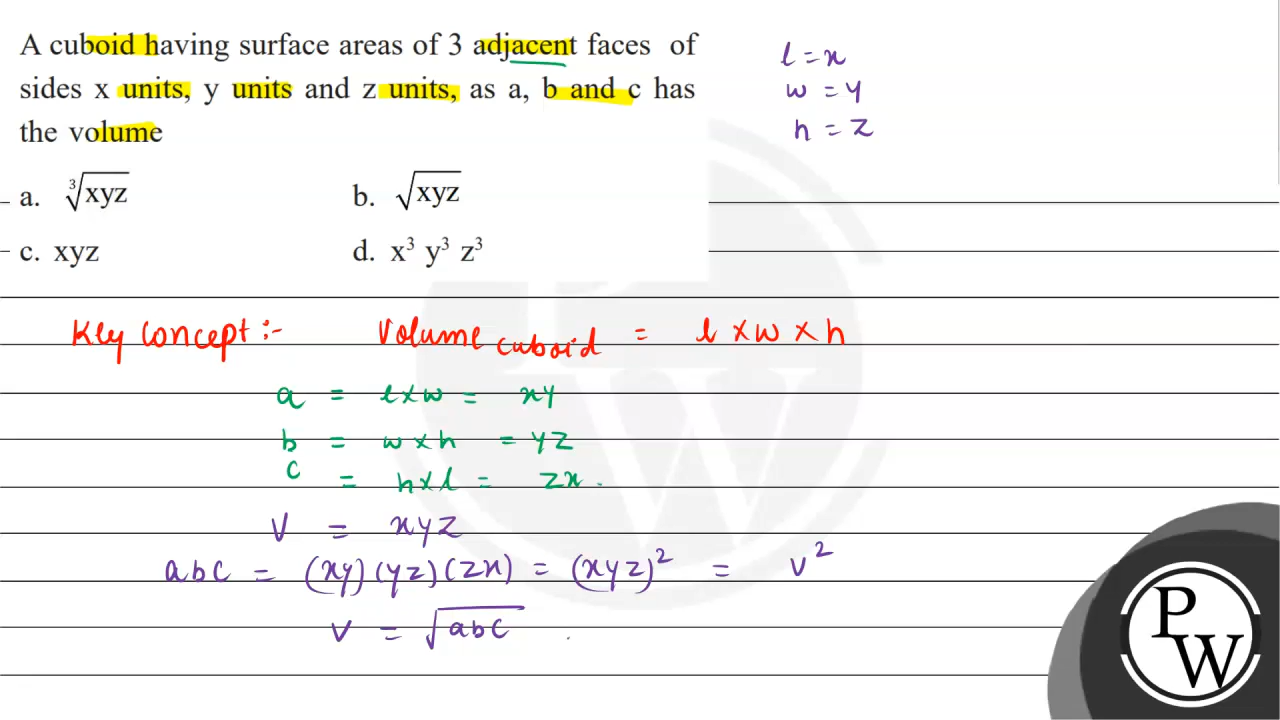 A cuboid having surface areas of 3 adjacent faces of
sides x units, y units and z units, as a, b and c has
the volume
a. ∛xyz b. √xyz
c. xyz d. x³ y³ z³
l = x
w = y
h = z
Key concept :- Volume cuboid = l × w × h
a = l×w = xy
b = w×h = yz
c = h×l = zx.
V = xyz
abc = (xy)(yz)(zx) = (xyz)² = v²
v = √abc
PW